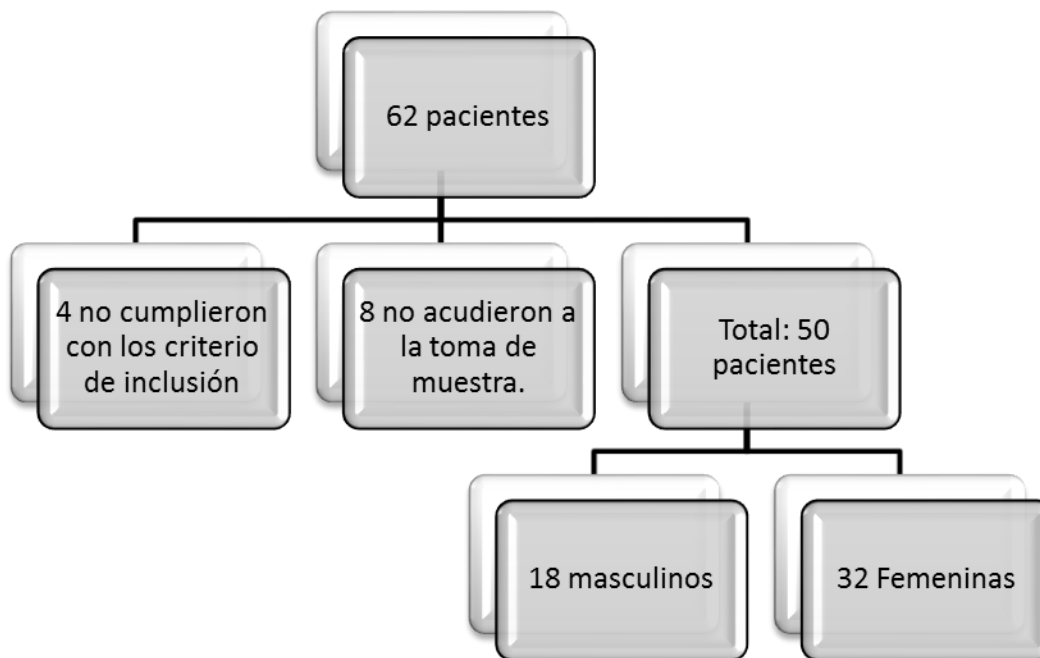 62 pacientes
4 no cumplieron
con los criterio
de inclusión
8 no acudieron a
la toma de
muestra.
Total: 50
pacientes
18 masculinos
32 Femeninas